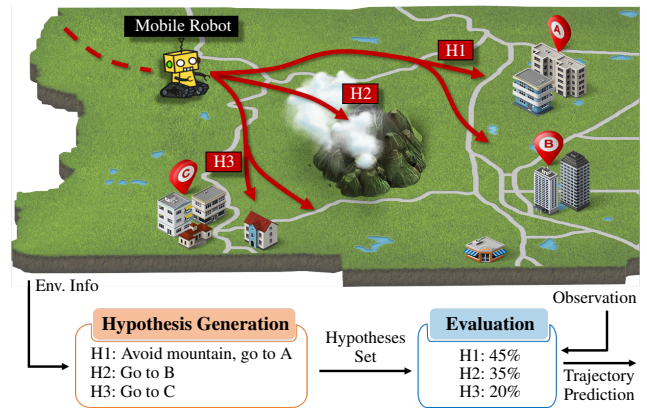 Mobile Robot
H1
A
H2
B
H3
C
Env. Info
Observation
Hypothesis Generation
H1: Avoid mountain, go to A
H2: Go to B
H3: Go to C
Hypotheses
Set
Evaluation
H1: 45%
H2: 35%
H3: 20%
Trajectory
Prediction